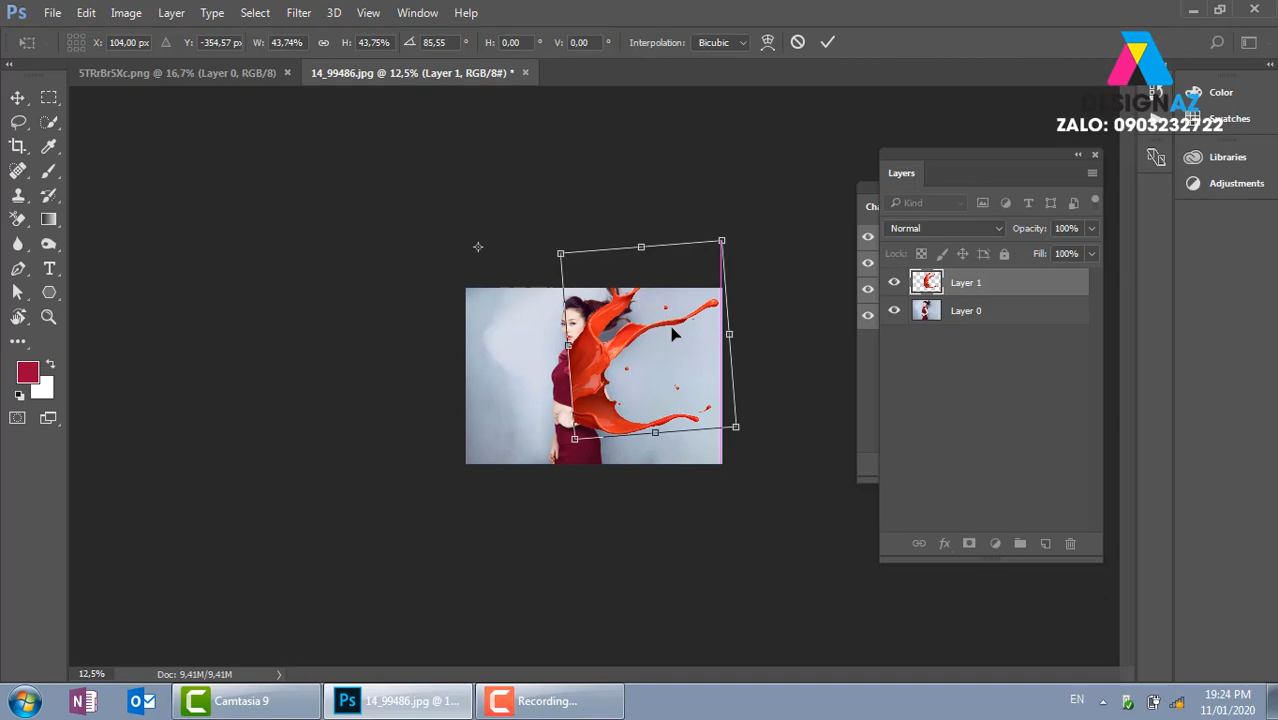 Ps File Edit Image Layer Type Select Filter 3D View Window Help
X: 104,00 px Y: -354,57 px W: 43,74% H: 43,75% 85,55 ° H: 0,00 ° V: 0,00 ° Interpolation: Bicubic
5TRrBrSXc.png @ 16,7% (Layer 0, RGB/8) × 14_99486.jpg @ 12,5% (Layer 1, RGB/8#) * ×
DESIGNAZ
ZALO: 0903232722
Color
Swatches
Libraries
Adjustments
Layers
Kind
Normal Opacity: 100%
Lock: Fill: 100%
Layer 1
Layer 0
12,5% Doc: 9,41M/9,41M
Camtasia 9
Ps 14_99486.jpg @ 1...
Recording...
EN
19:24 PM
11/01/2020